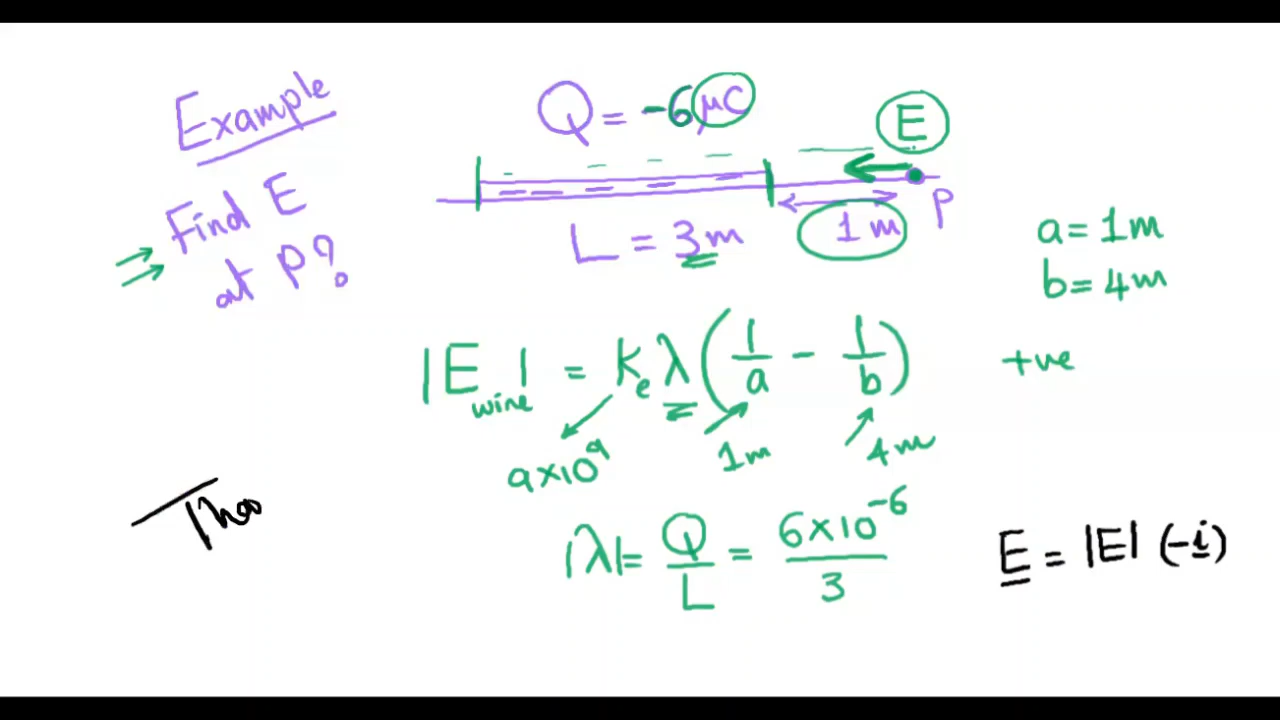 Example
Find E
at P?
Q = -6 μC
E
P
L = 3m
1 m
a = 1m
b = 4m
|E wire| = Ke λ (1/a - 1/b)
+ve
9×10^9
1m
4m
|λ| = Q/L = 6×10^-6/3
E = |E| (-i)